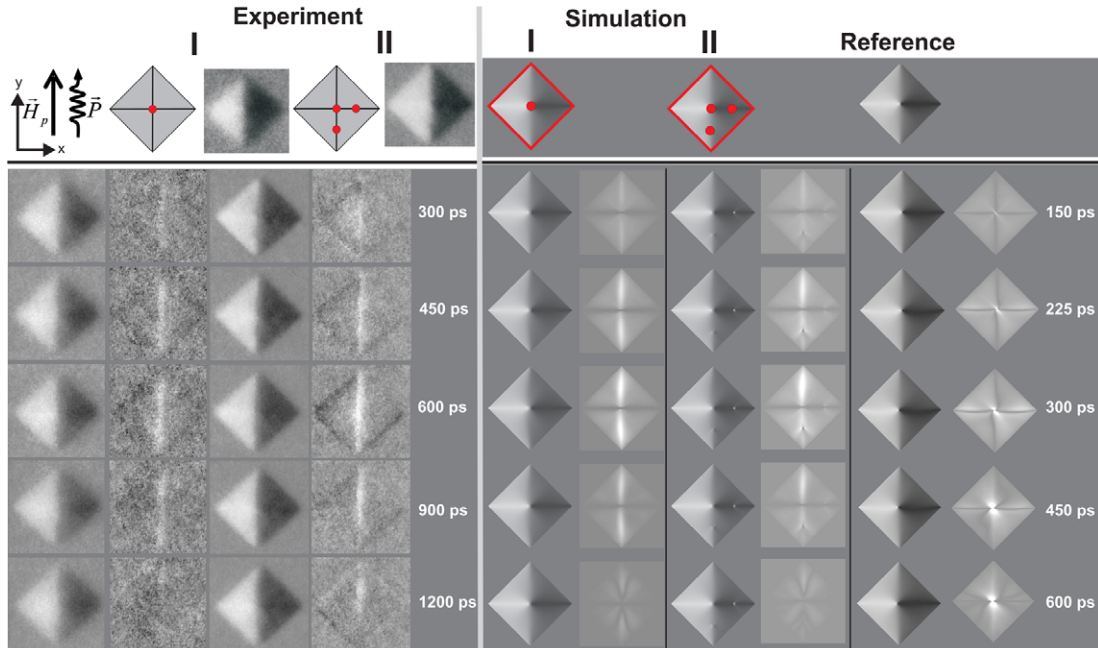 Experiment
I
II
y
H⃗p
P⃗
x
300 ps
450 ps
600 ps
900 ps
1200 ps
Simulation
I
II
Reference
150 ps
225 ps
300 ps
450 ps
600 ps